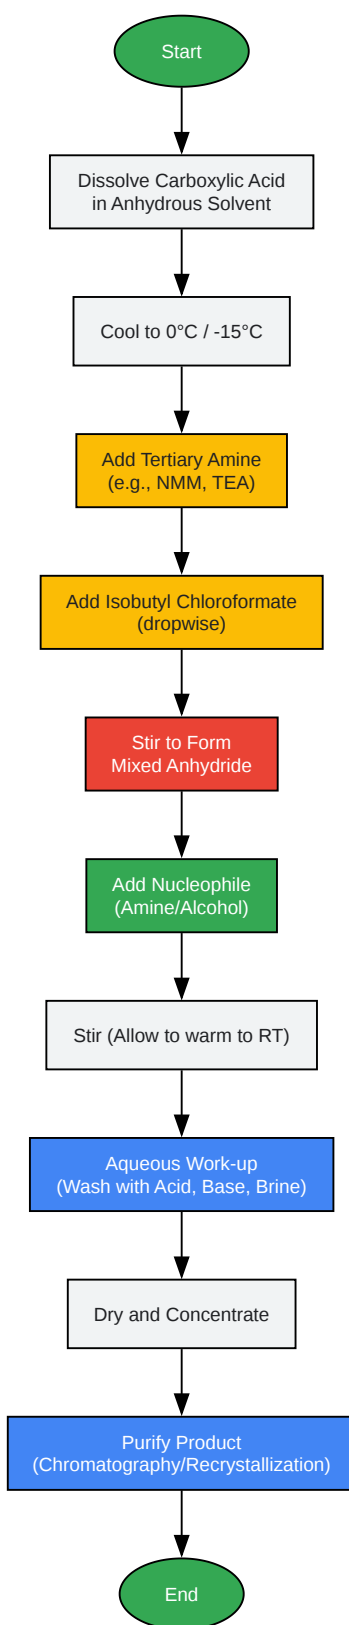 Start
Dissolve Carboxylic Acid
in Anhydrous Solvent
Cool to 0°C / -15°C
Add Tertiary Amine
(e.g., NMM, TEA)
Add Isobutyl Chloroformate
(dropwise)
Stir to Form
Mixed Anhydride
Add Nucleophile
(Amine/Alcohol)
Stir (Allow to warm to RT)
Aqueous Work-up
(Wash with Acid, Base, Brine)
Dry and Concentrate
Purify Product
(Chromatography/Recrystallization)
End